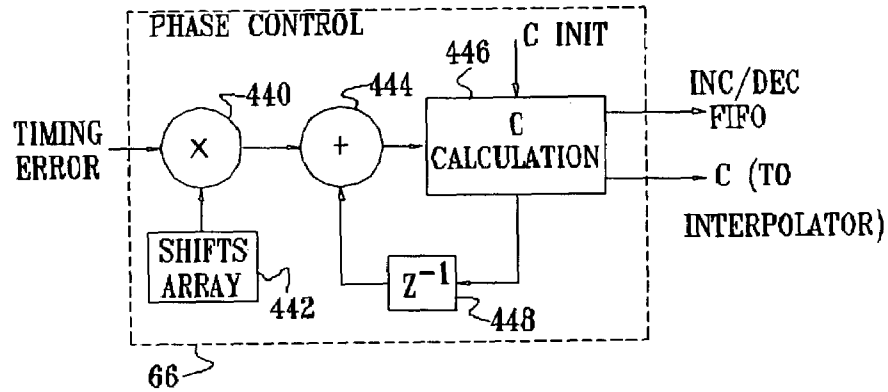 PHASE CONTROL
C INIT
446
440
444
INC/DEC
FIFO
TIMING
ERROR
X
+
C
CALCULATION
C (TO
INTERPOLATOR)
SHIFTS
ARRAY
442
Z⁻¹
448
66